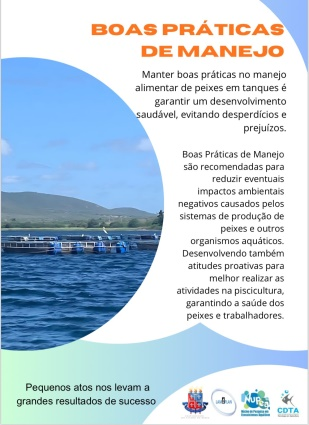 BOAS PRÁTICAS
DE MANEJO
Manter boas práticas no manejo
alimentar de peixes em tanques é
garantir um desenvolvimento
saudável, evitando desperdícios e
prejuízos.
Boas Práticas de Manejo
são recomendadas para
reduzir eventuais
impactos ambientais
negativos causados pelos
sistemas de produção de
peixes e outros
organismos aquáticos.
Desenvolvendo também
atitudes proativas para
melhor realizar as
atividades na piscicultura,
garantindo a saúde dos
peixes e trabalhadores.
Pequenos atos nos levam a
grandes resultados de sucesso
CDTA